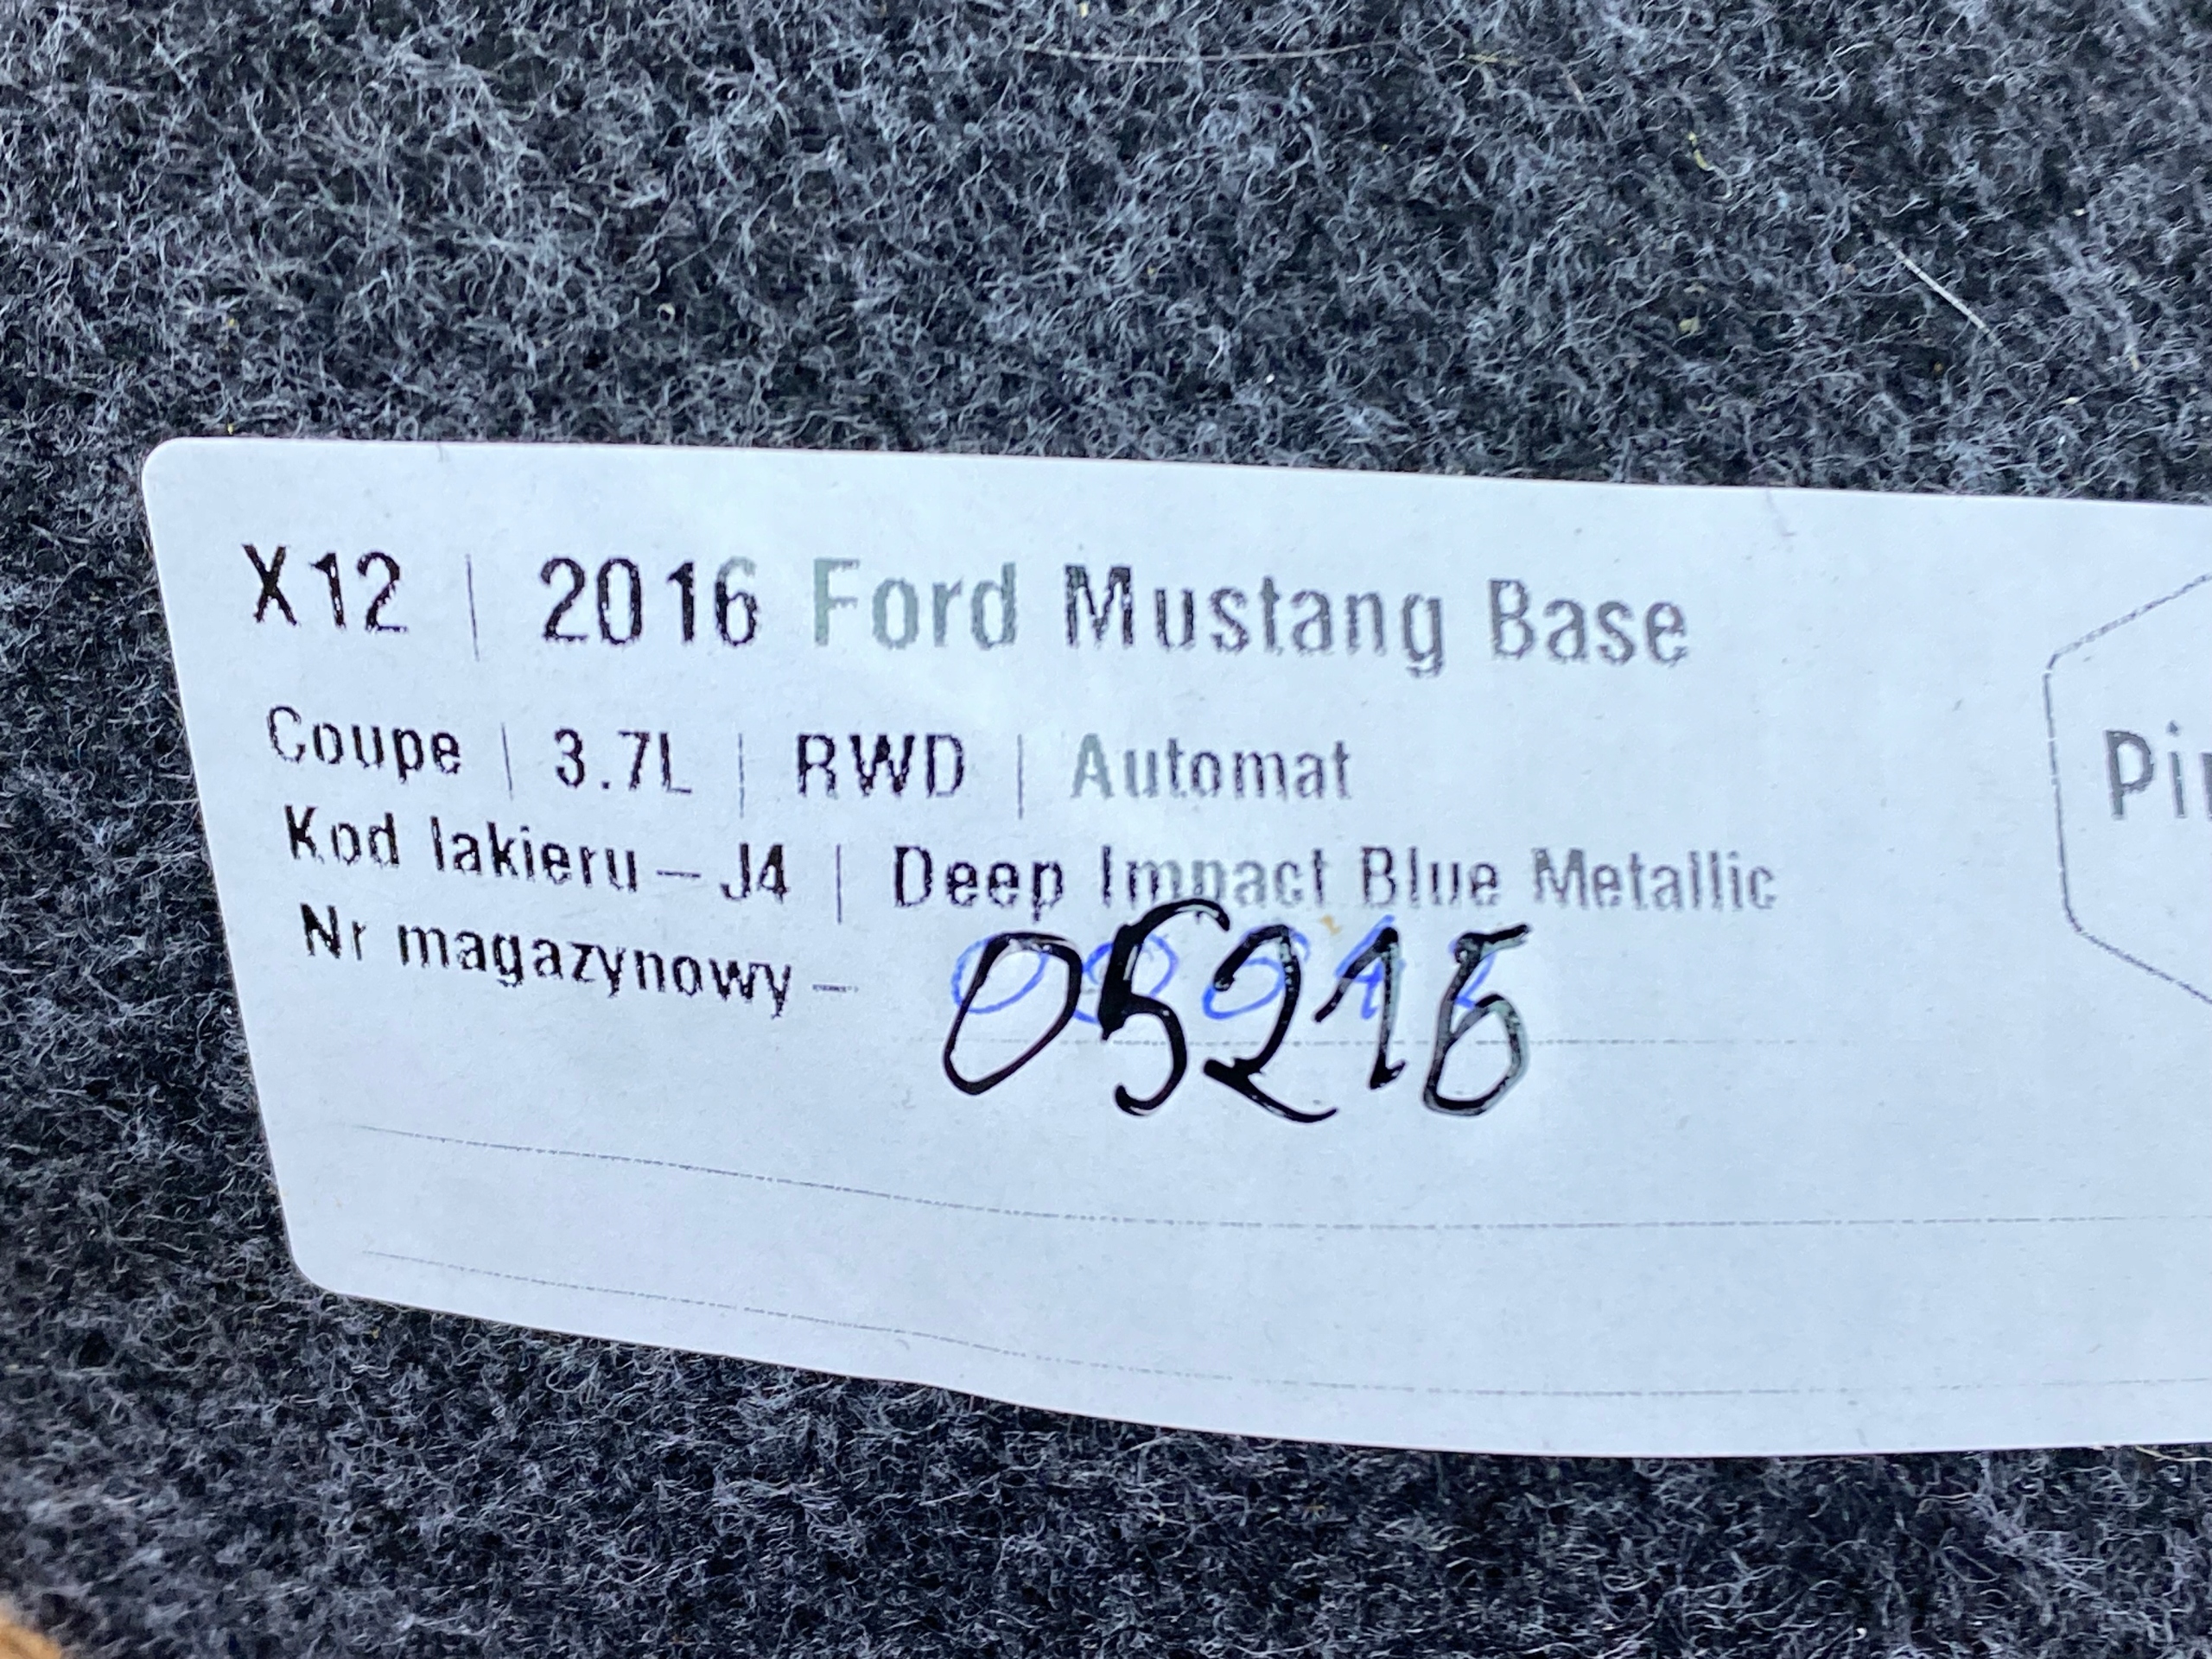 X12 | 2016 Ford Mustang Base
Coupe | 3.7L | RWD | Automat
Kod lakieru – J4 | Deep Impact Blue Metallic
Nr magazynowy – 05215